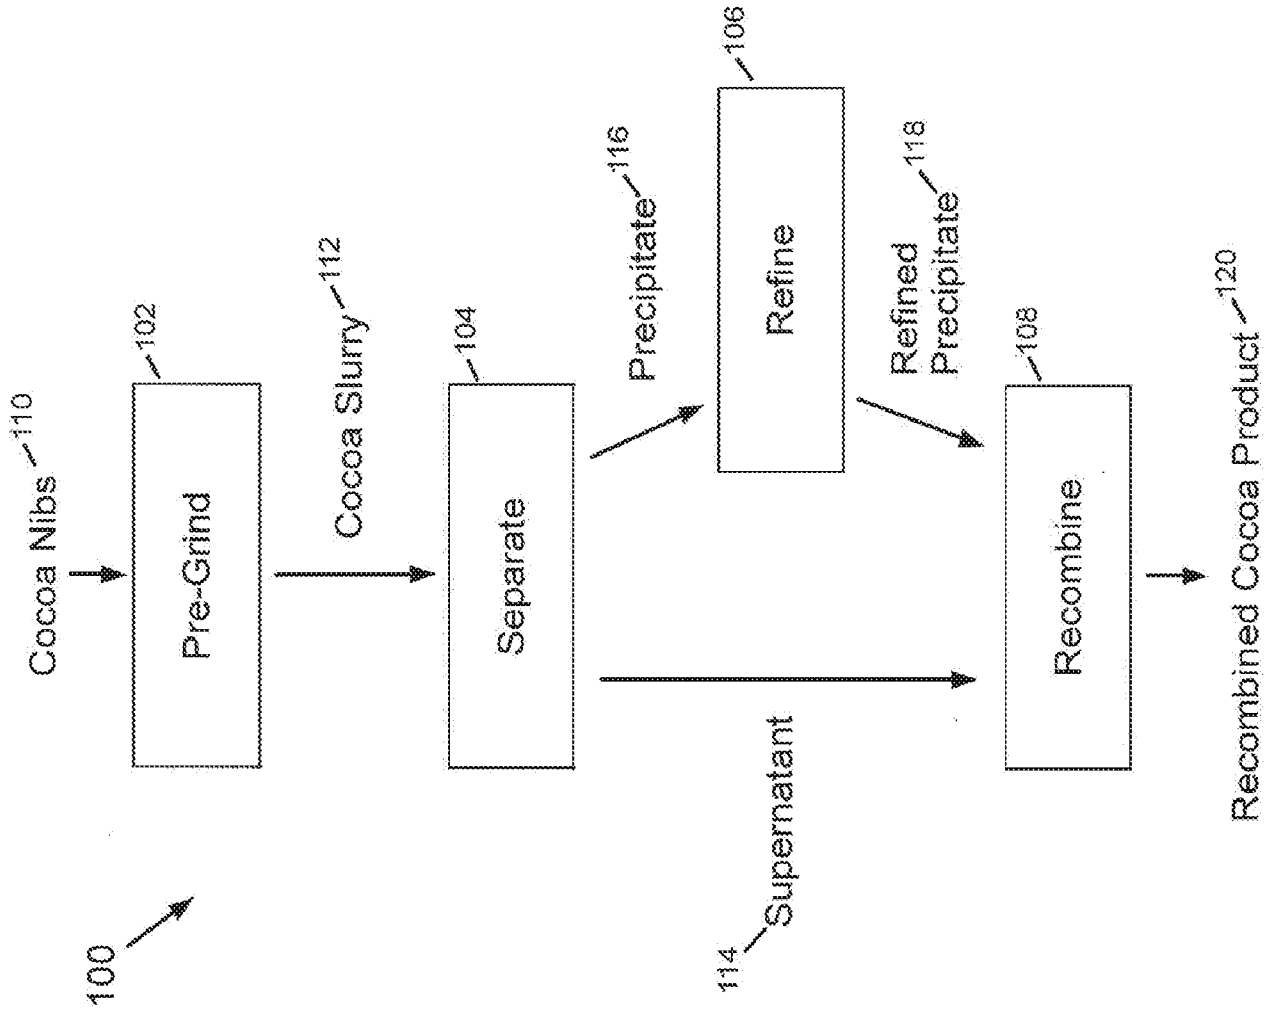 100
Cocoa Nibs
110
102
Pre-Grind
Cocoa Slurry
112
104
Separate
Precipitate
116
106
Refine
114
Supernatant
Refined
Precipitate
118
108
Recombine
Recombined Cocoa Product
120